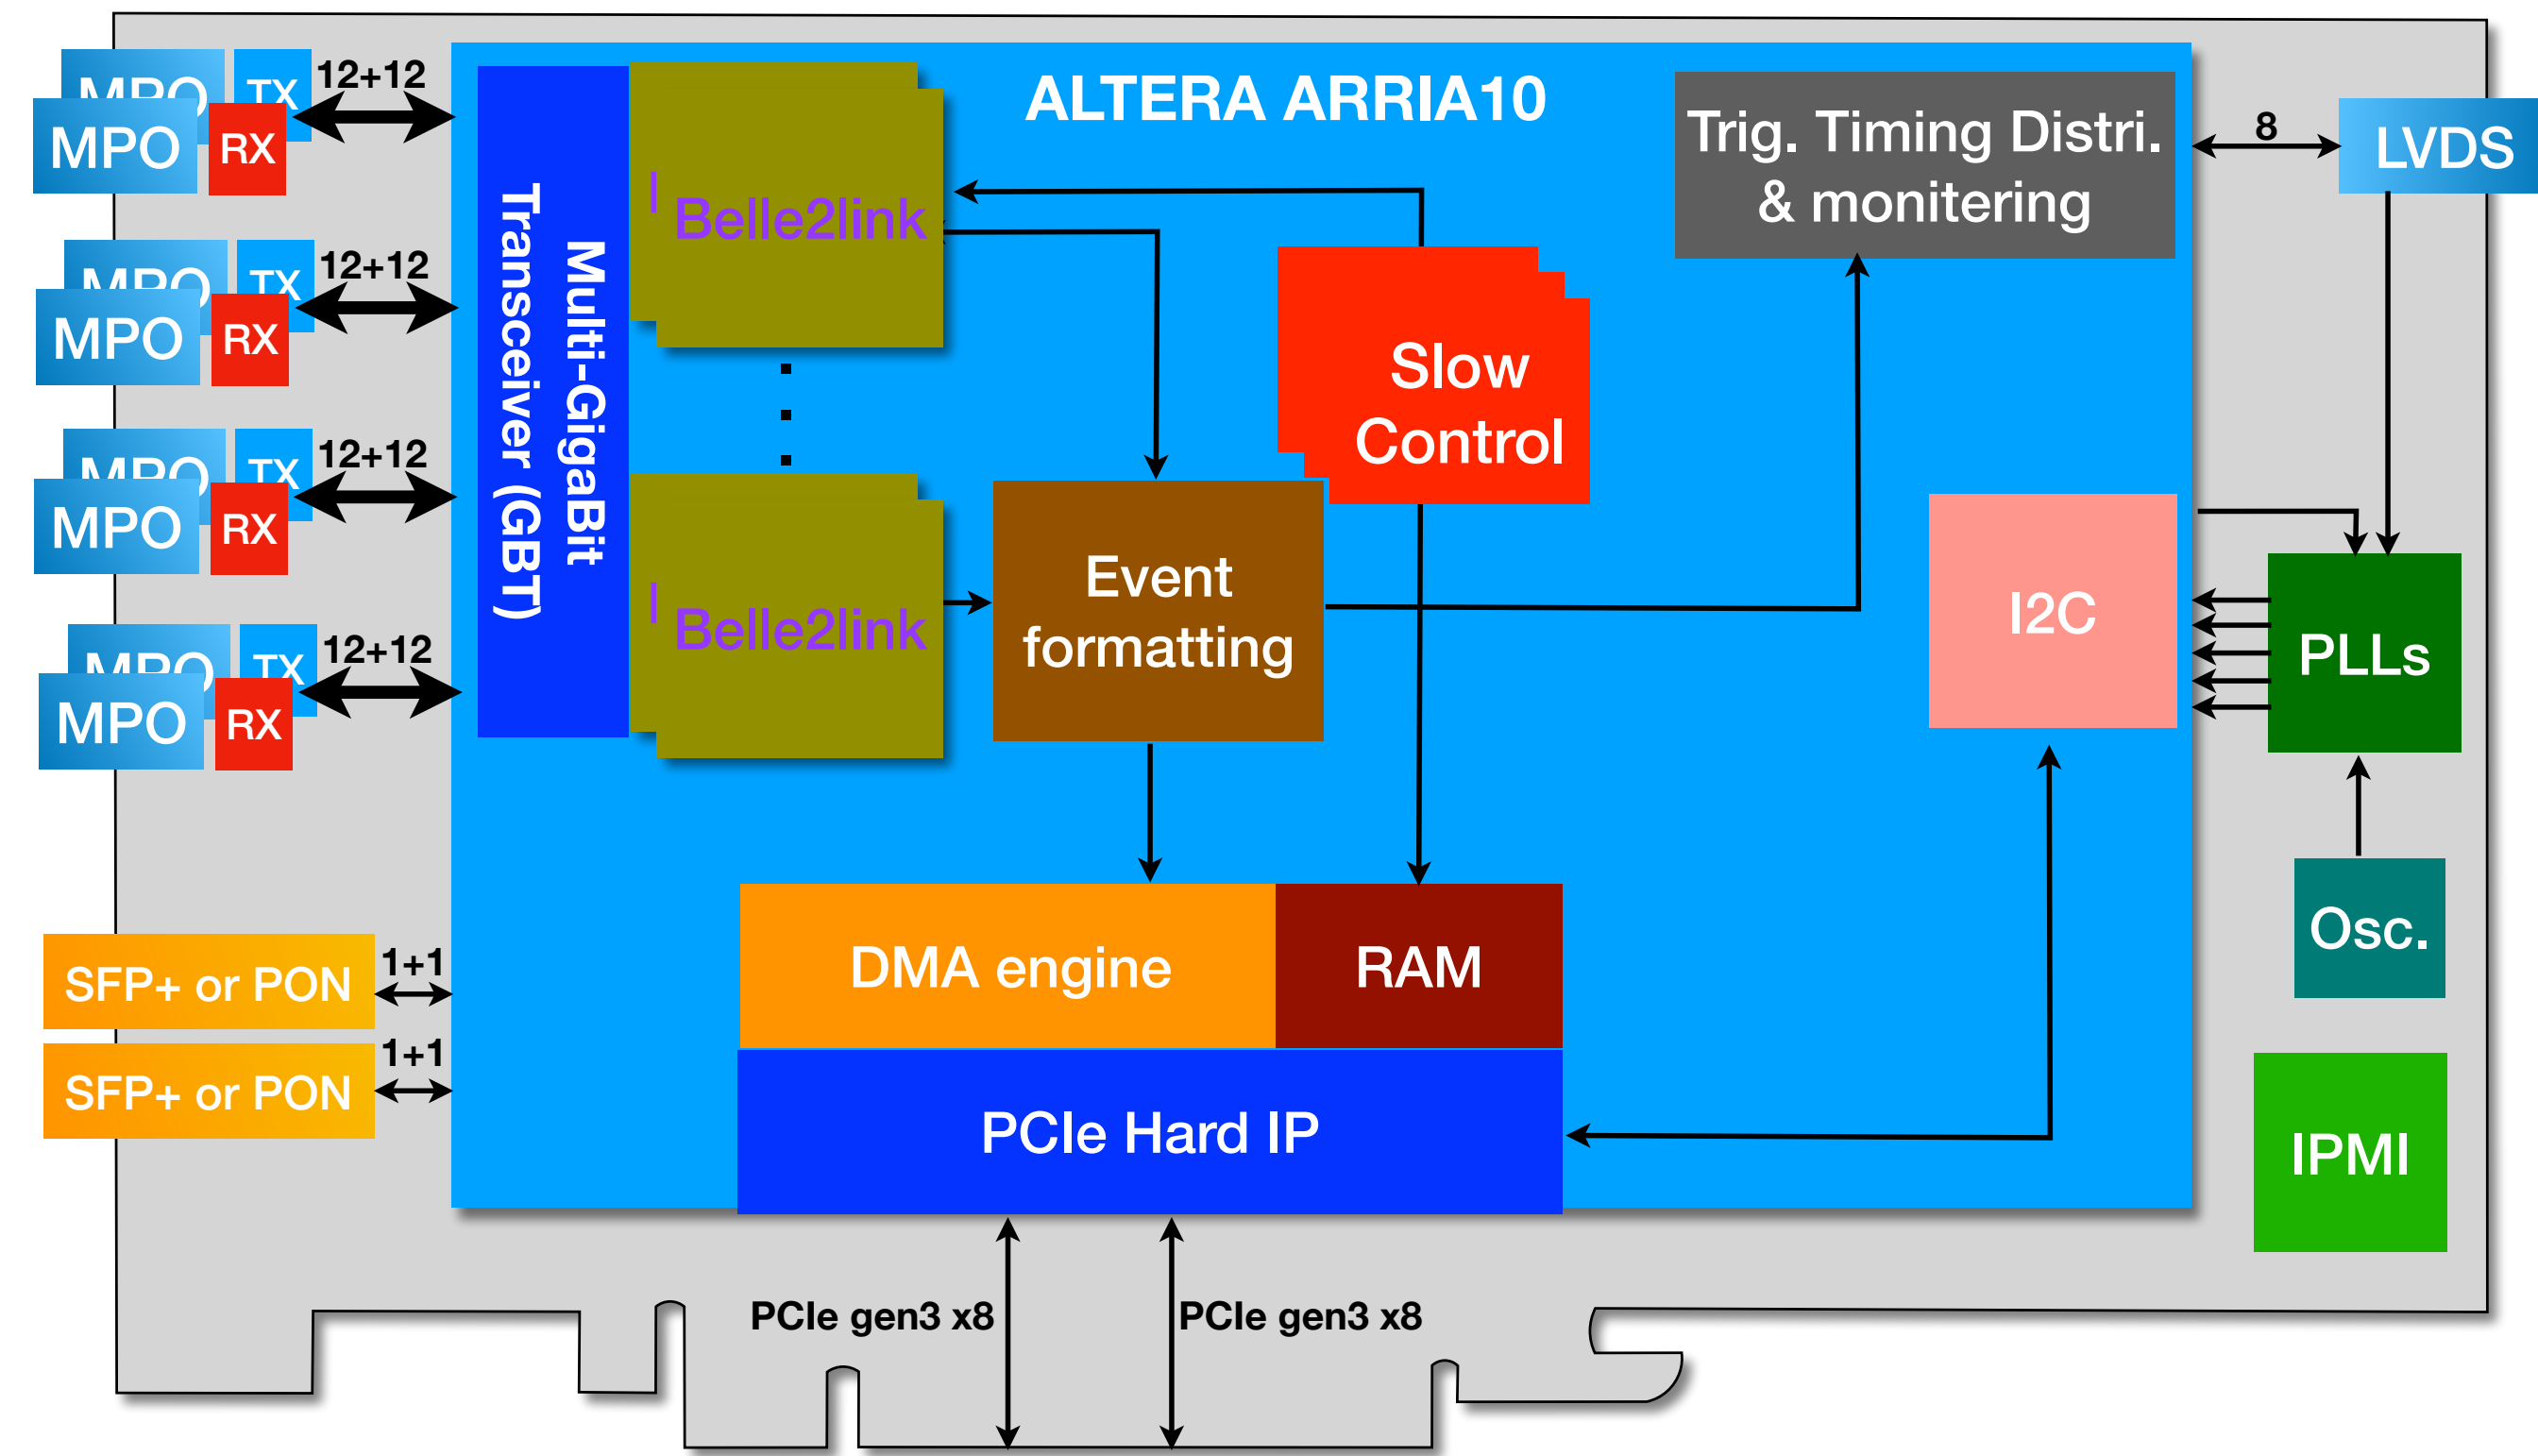 MPO
TX
12+12
MPO
RX
MPO
TX
12+12
MPO
RX
MPO
TX
12+12
MPO
RX
MPO
TX
12+12
MPO
RX
SFP+ or PON
1+1
SFP+ or PON
1+1
Multi-GigaBit
Transceiver (GBT)
Belle2link
Belle2link
ALTERA ARRIA10
Trig. Timing Distri.
& monitering
8
LVDS
Slow
Control
Event
formatting
I2C
PLLs
Osc.
IPMI
DMA engine
RAM
PCIe Hard IP
PCIe gen3 x8
PCIe gen3 x8